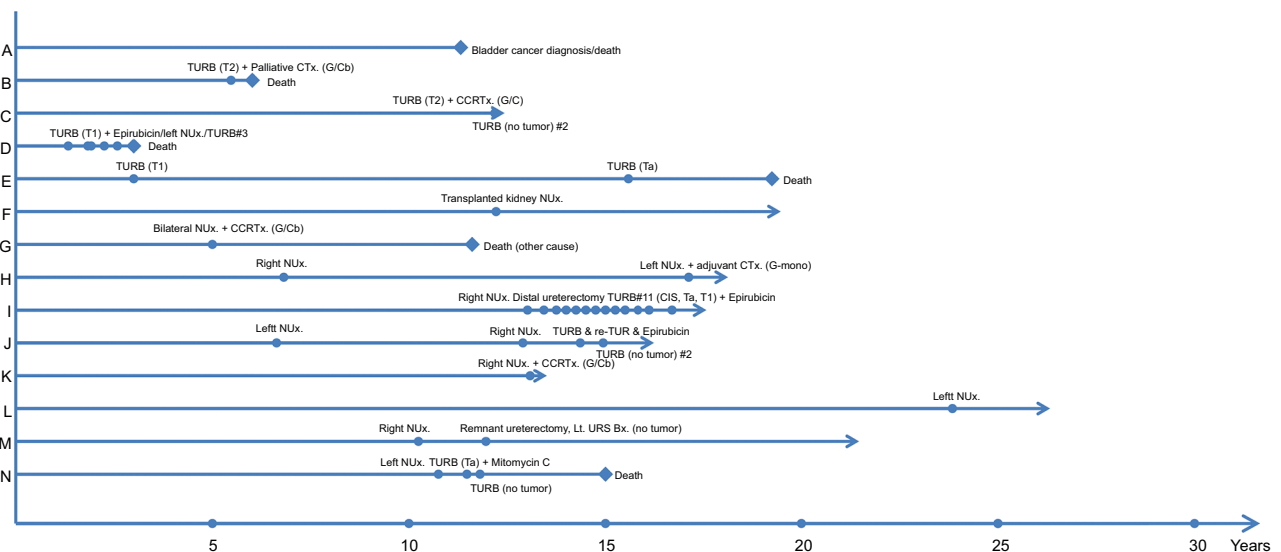 A
Bladder cancer diagnosis/death
TURB (T2) + Palliative CTx. (G/Cb)
B
Death
TURB (T2) + CCRTx. (G/C)
C
TURB (no tumor) #2
TURB (T1) + Epirubicin/left NUx./TURB#3
D
Death
TURB (T1)
TURB (Ta)
E
Death
Transplanted kidney NUx.
F
Bilateral NUx. + CCRTx. (G/Cb)
G
Death (other cause)
Right NUx.
Left NUx. + adjuvant CTx. (G-mono)
H
Right NUx. Distal ureterectomy TURB#11 (CIS, Ta, T1) + Epirubicin
I
Leftt NUx.
Right NUx.
TURB & re-TUR & Epirubicin
J
TURB (no tumor) #2
Right NUx. + CCRTx. (G/Cb)
K
Leftt NUx.
L
Right NUx.
Remnant ureterectomy, Lt. URS Bx. (no tumor)
M
Left NUx. TURB (Ta) + Mitomycin C
N
Death
TURB (no tumor)
5
10
15
20
25
30
Years